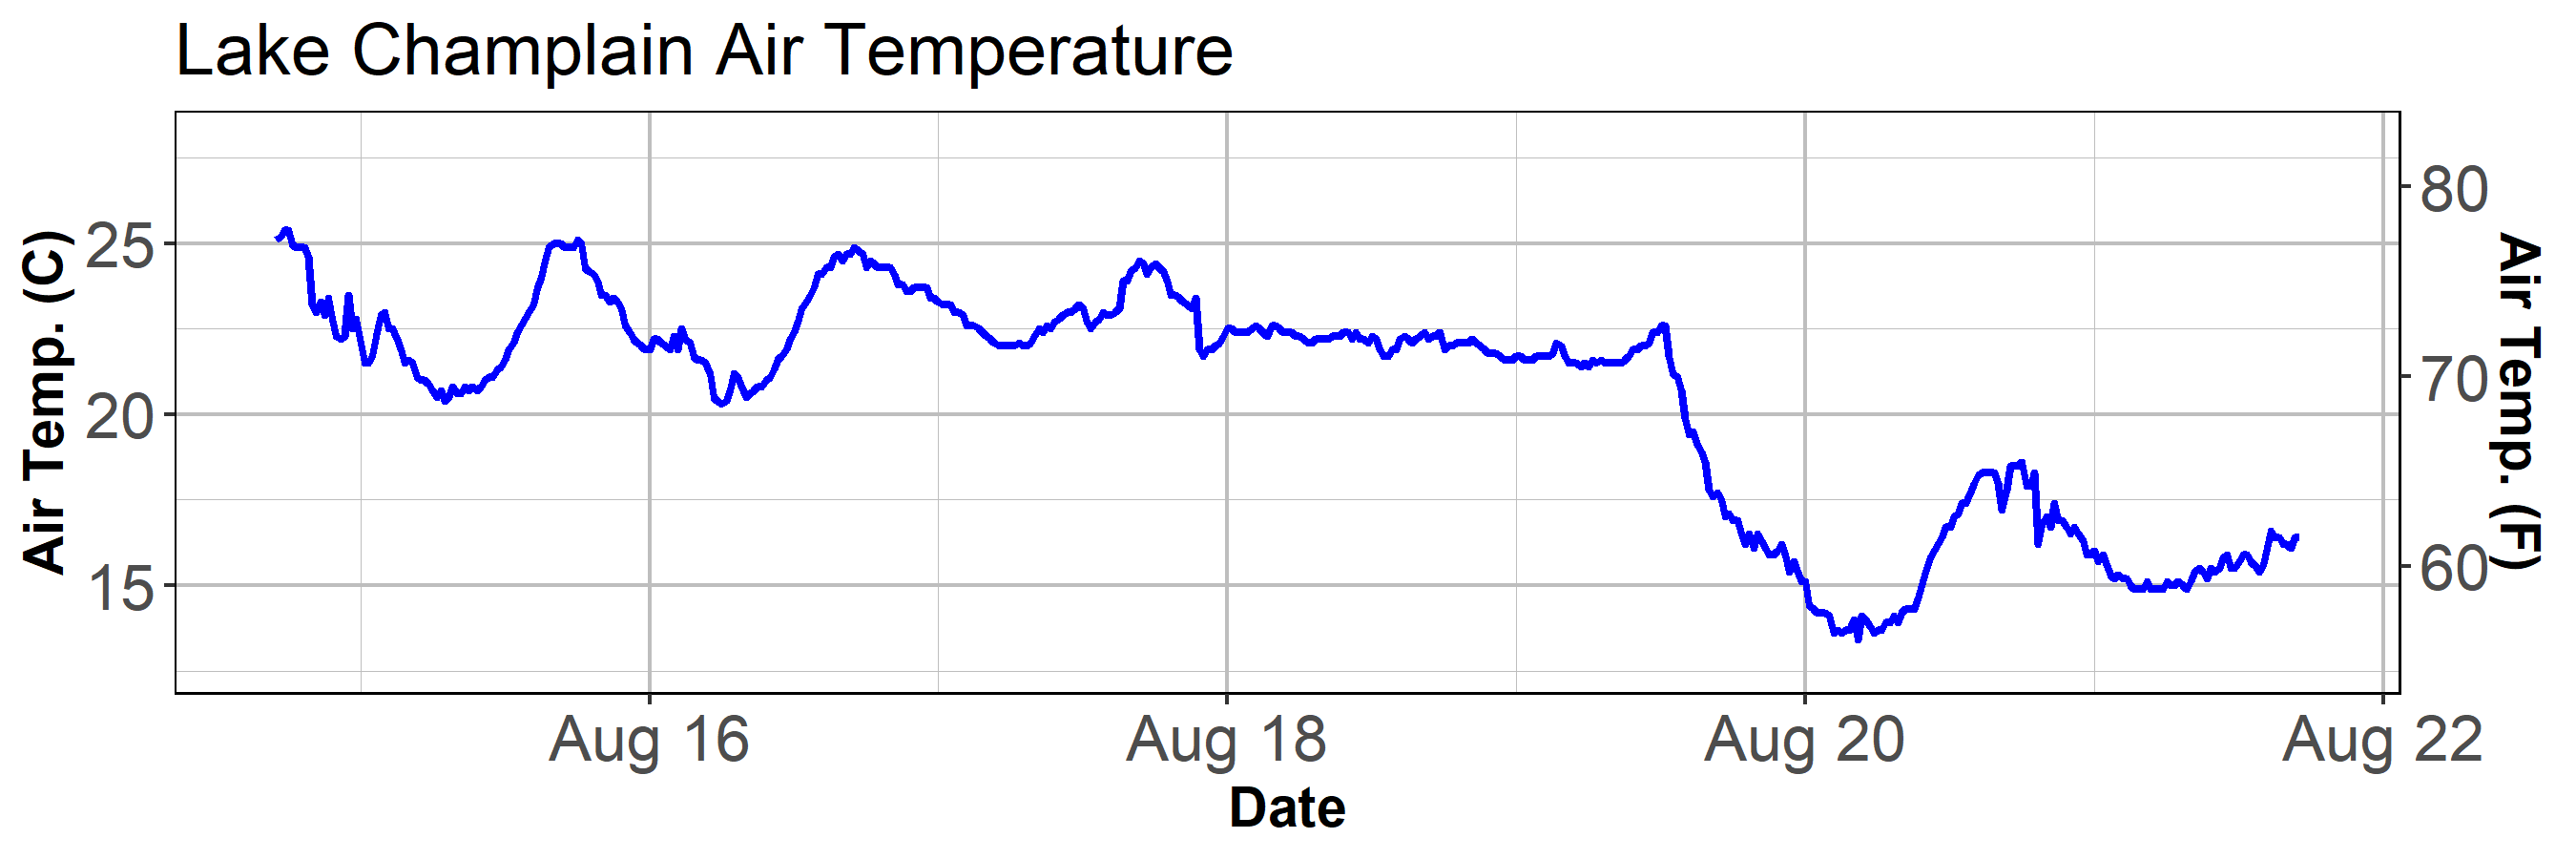 Lake Champlain Air Temperature
Air Temp. (C)
25
20
15
80
70
60
Air Temp. (F)
Aug 16
Aug 18
Aug 20
Aug 22
Date